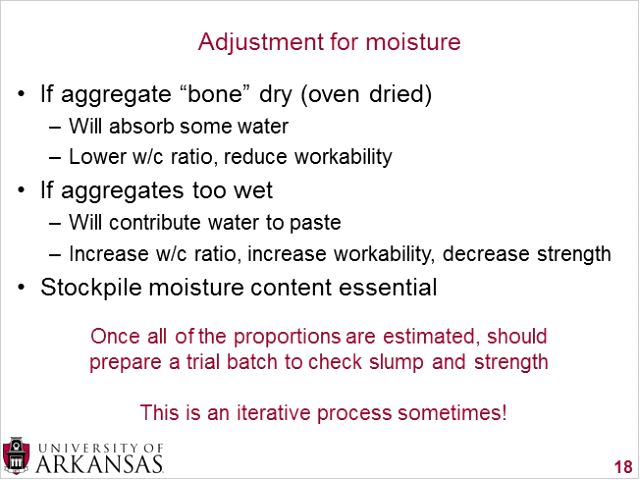 Adjustment for moisture
• If aggregate “bone” dry (oven dried)
– Will absorb some water
– Lower w/c ratio, reduce workability
• If aggregates too wet
– Will contribute water to paste
– Increase w/c ratio, increase workability, decrease strength
• Stockpile moisture content essential
Once all of the proportions are estimated, should
prepare a trial batch to check slump and strength
This is an iterative process sometimes!
UNIVERSITY OF
ARKANSAS
18